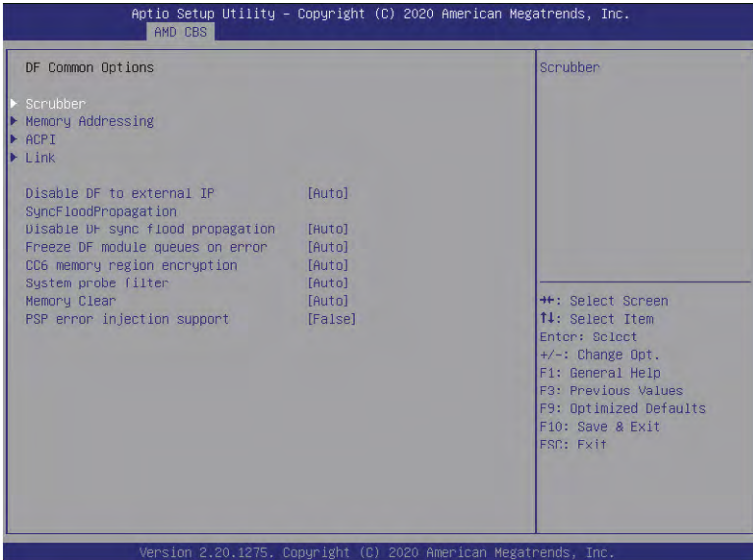 Aptio Setup Utility – Copyright (C) 2020 American Megatrends, Inc.
AMD CBS
DF Common Options
Scrubber
Memory Addressing
ACPI
Link
Disable DF to external IP [Auto]
SyncFloodPropagation
Disable DF sync flood propagation [Auto]
Freeze DF module queues on error [Auto]
CC6 memory region encryption [Auto]
System probe filter [Auto]
Memory Clear [Auto]
PSP error injection support [False]
Scrubber
→←: Select Screen
↑↓: Select Item
Enter: Select
+/-: Change Opt.
F1: General Help
F3: Previous Values
F9: Optimized Defaults
F10: Save & Exit
ESC: Exit
Version 2.20.1275. Copyright (C) 2020 American Megatrends, Inc.